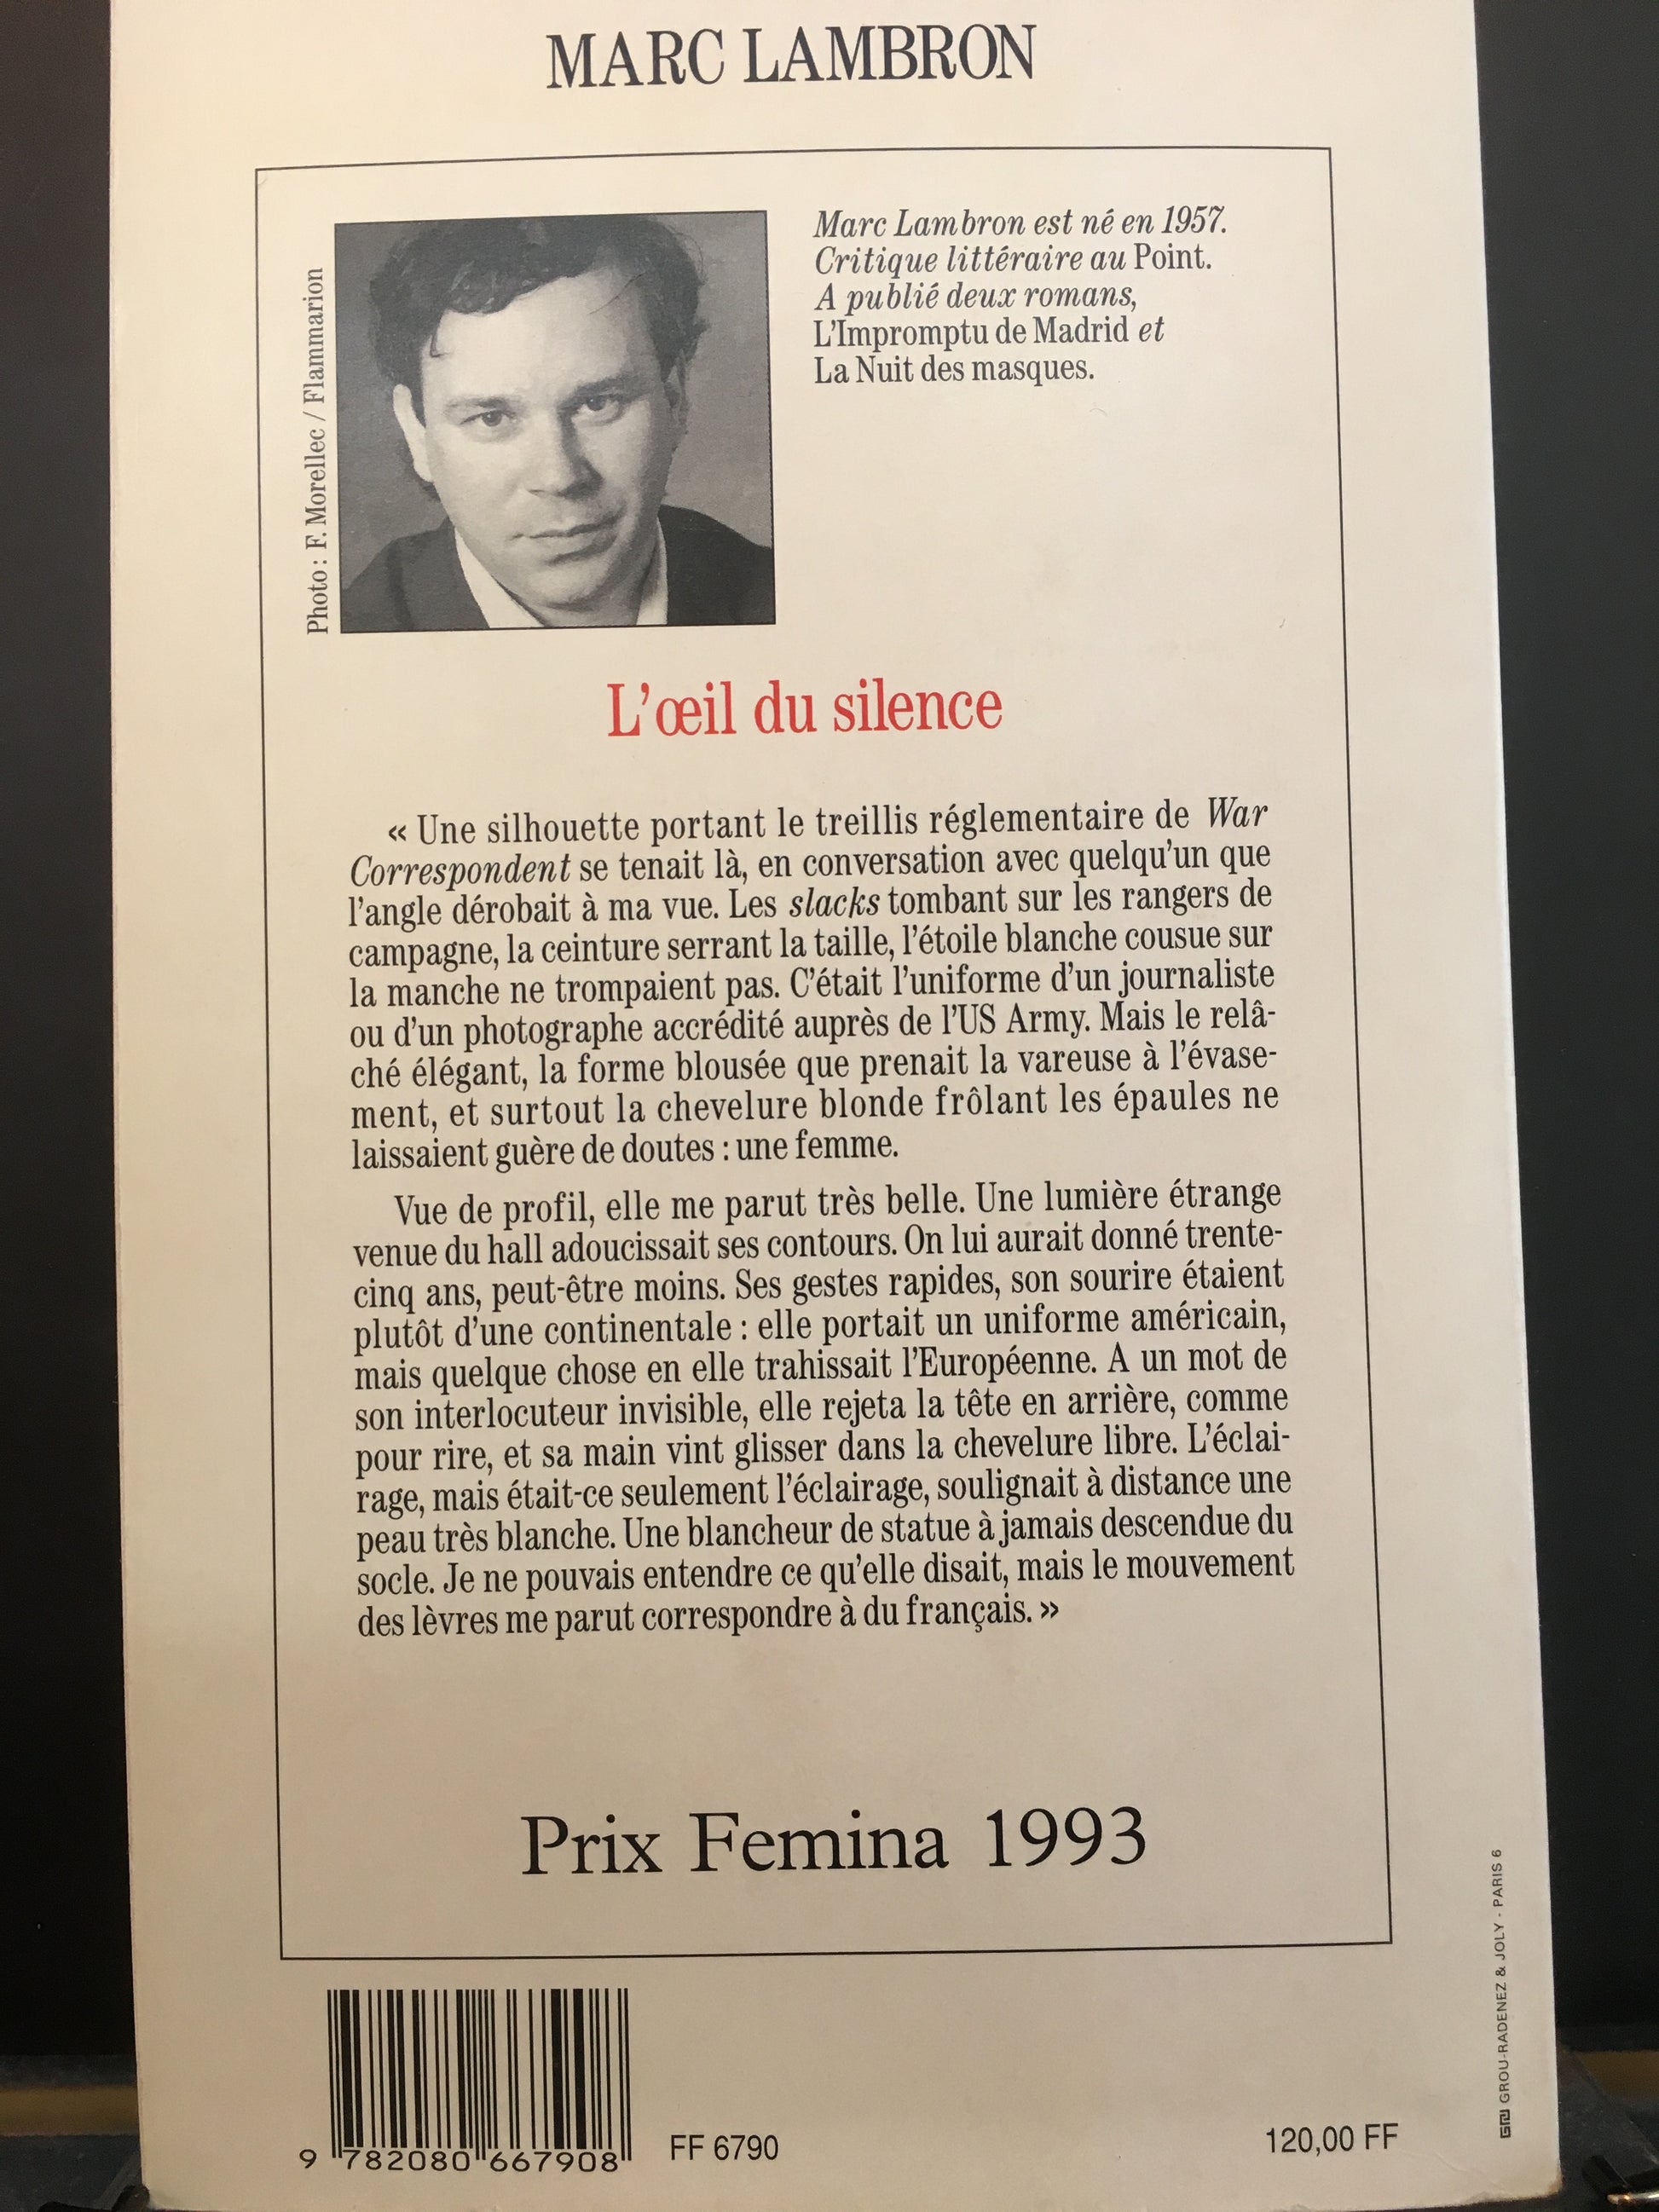 MARC LAMBRON
Photo : F. Morellec / Flammarion
Marc Lambron est né en 1957.
Critique littéraire au Point.
A publié deux romans,
L'Impromptu de Madrid et
La Nuit des masques.
L'œil du silence
« Une silhouette portant le treillis réglementaire de War
Correspondent se tenait là, en conversation avec quelqu'un que
l'angle dérobait à ma vue. Les slacks tombant sur les rangers de
campagne, la ceinture serrant la taille, l'étoile blanche cousue sur
la manche ne trompaient pas. C'était l'uniforme d'un journaliste
ou d'un photographe accrédité auprès de l'US Army. Mais le relâ-
ché élégant, la forme blousée que prenait la vareuse à l'évase-
ment, et surtout la chevelure blonde frôlant les épaules ne
laissaient guère de doutes : une femme.
Vue de profil, elle me parut très belle. Une lumière étrange
venue du hall adoucissait ses contours. On lui aurait donné trente-
cinq ans, peut-être moins. Ses gestes rapides, son sourire étaient
plutôt d'une continentale : elle portait un uniforme américain,
mais quelque chose en elle trahissait l'Européenne. A un mot de
son interlocuteur invisible, elle rejeta la tête en arrière, comme
pour rire, et sa main vint glisser dans la chevelure libre. L'éclai-
rage, mais était-ce seulement l'éclairage, soulignait à distance une
peau très blanche. Une blancheur de statue à jamais descendue du
socle. Je ne pouvais entendre ce qu'elle disait, mais le mouvement
des lèvres me parut correspondre à du français. »
Prix Femina 1993
GROU-RADENEZ & JOLY - PARIS 6
9 782080 667908
FF 6790
120,00 FF